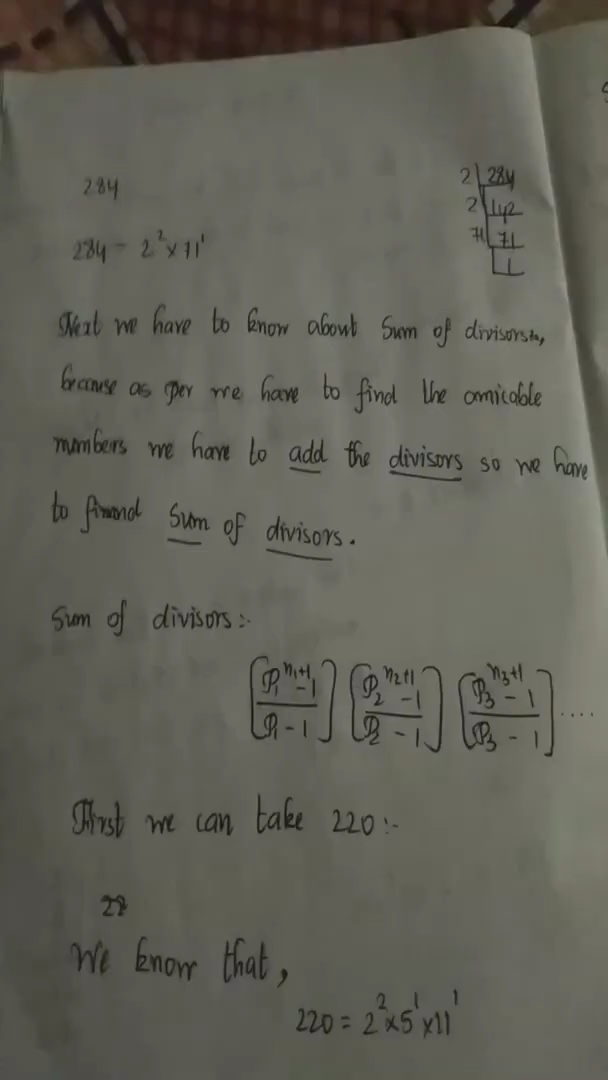 284
2 | 284
2 | 142
71 | 71
1
284 = 2² × 71¹
Next we have to know about Sum of divisors,
because as per we have to find the amicable
numbers we have to add the divisors so we have
to find Sum of divisors.
Sum of divisors :-
[P₁^(n₁+1) - 1 / P₁ - 1] [P₂^(n₂+1) - 1 / P₂ - 1] [P₃^(n₃+1) - 1 / P₃ - 1] ....
First we can take 220 :-
22
We know that,
220 = 2² × 5¹ × 11¹